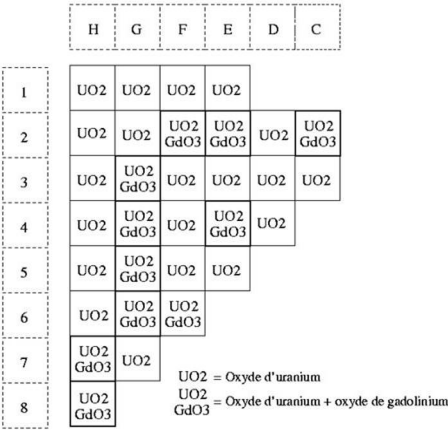 H G F E D C
1 UO2 UO2 UO2 UO2
2 UO2 UO2 UO2 GdO3 UO2 GdO3 UO2 UO2 GdO3
3 UO2 UO2 GdO3 UO2 UO2 UO2 UO2
4 UO2 UO2 GdO3 UO2 UO2 GdO3 UO2
5 UO2 UO2 GdO3 UO2 UO2
6 UO2 UO2 GdO3 UO2 GdO3
7 UO2 GdO3 UO2
8 UO2 GdO3
UO2 = Oxyde d'uranium
UO2 GdO3 = Oxyde d'uranium + oxyde de gadolinium